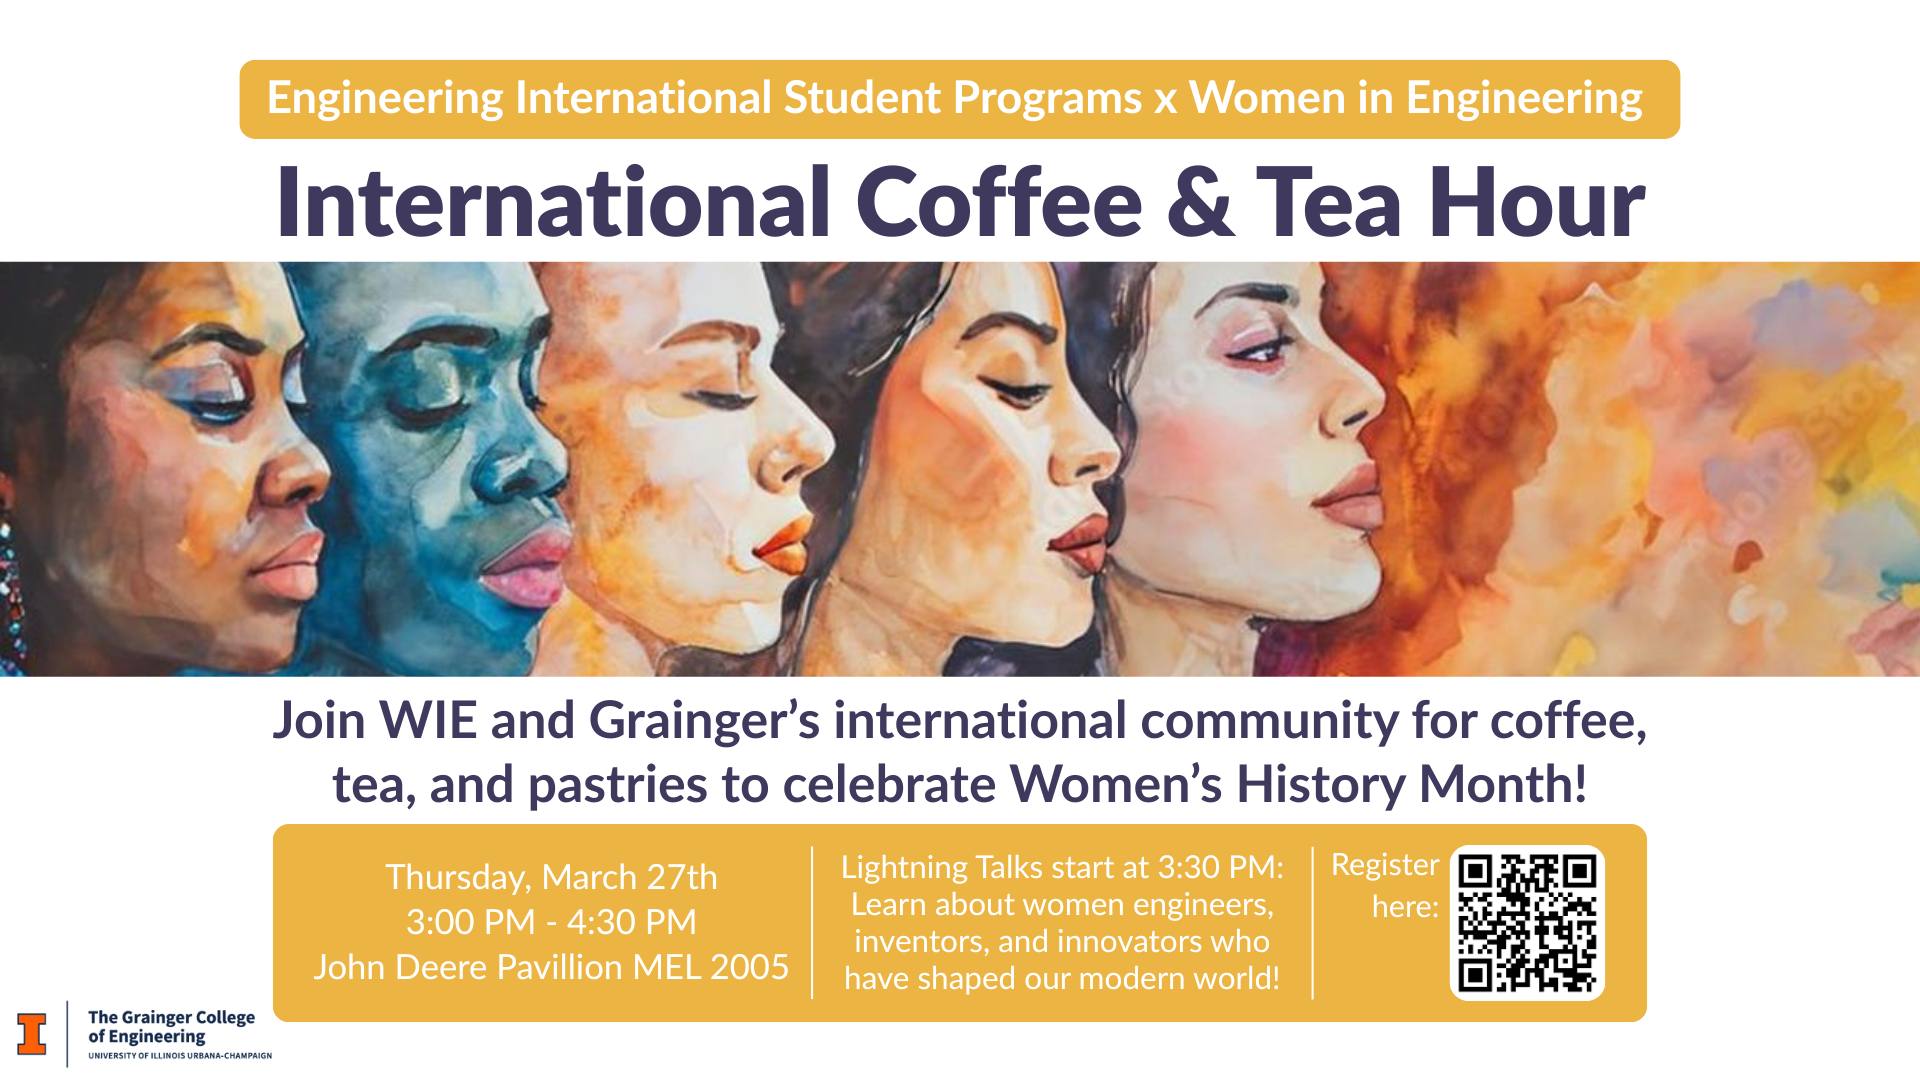 Engineering International Student Programs x Women in Engineering
International Coffee & Tea Hour
Join WIE and Grainger’s international community for coffee,
tea, and pastries to celebrate Women’s History Month!
Thursday, March 27th
3:00 PM - 4:30 PM
John Deere Pavillion MEL 2005
Lightning Talks start at 3:30 PM:
Learn about women engineers,
inventors, and innovators who
have shaped our modern world!
Register
here:
The Grainger College
of Engineering
UNIVERSITY OF ILLINOIS URBANA-CHAMPAIGN